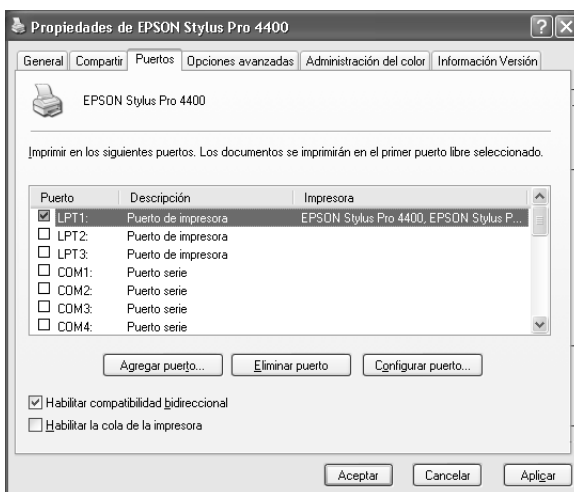 Propiedades de EPSON Stylus Pro 4400
General Compartir Puertos Opciones avanzadas Administración del color Información Versión
EPSON Stylus Pro 4400
Imprimir en los siguientes puertos. Los documentos se imprimirán en el primer puerto libre seleccionado.
Puerto Descripción Impresora
LPT1: Puerto de impresora EPSON Stylus Pro 4400, EPSON Stylus P...
LPT2: Puerto de impresora
LPT3: Puerto de impresora
COM1: Puerto serie
COM2: Puerto serie
COM3: Puerto serie
COM4: Puerto serie
Agregar puerto... Eliminar puerto Configurar puerto...
Habilitar compatibilidad bidireccional
Habilitar la cola de la impresora
Aceptar Cancelar Aplicar